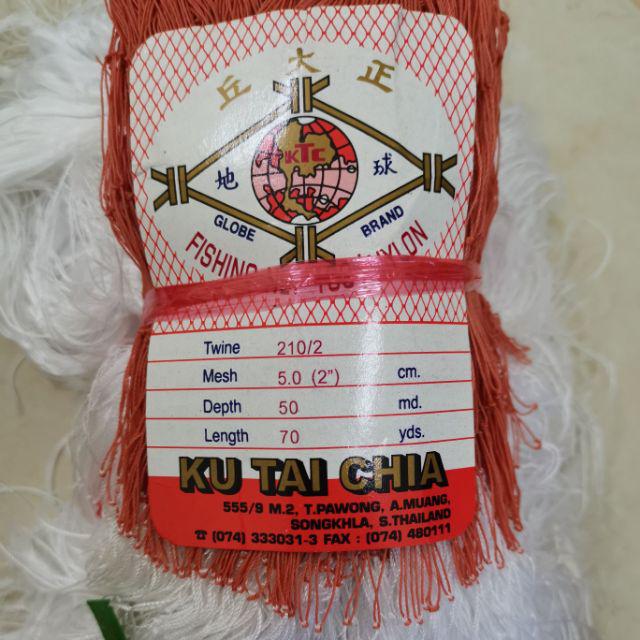 丘大正
KTC
地 球
GLOBE BRAND
FISHING NYLON
Twine 210/2
Mesh 5.0 (2") cm.
Depth 50 md.
Length 70 yds.
KU TAI CHIA
555/9 M.2, T.PAWONG, A.MUANG,
SONGKHLA, S.THAILAND
☎ (074) 333031-3 FAX : (074) 480111